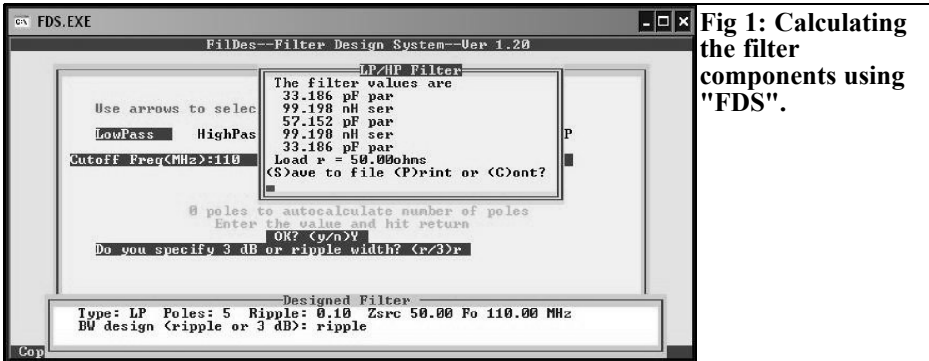 FDS.EXE
FilDes--Filter Design System--Ver 1.20
LP/HP Filter
The filter values are
33.186 pF par
99.198 nH ser
57.152 pF par
99.198 nH ser
33.186 pF par
Load r = 50.00ohms
(S)ave to file (P)rint or (C)ont?
Use arrows to selec
LowPass HighPas P
Cutoff Freq(MHz):110
0 poles to autocalculate number of poles
Enter the value and hit return
OK? (y/n)Y
Do you specify 3 dB or ripple width? (r/3)r
Designed Filter
Type: LP Poles: 5 Ripple: 0.10 Zsrc 50.00 Fo 110.00 MHz
BW design (ripple or 3 dB): ripple
Cop
Fig 1: Calculating
the filter
components using
"FDS".